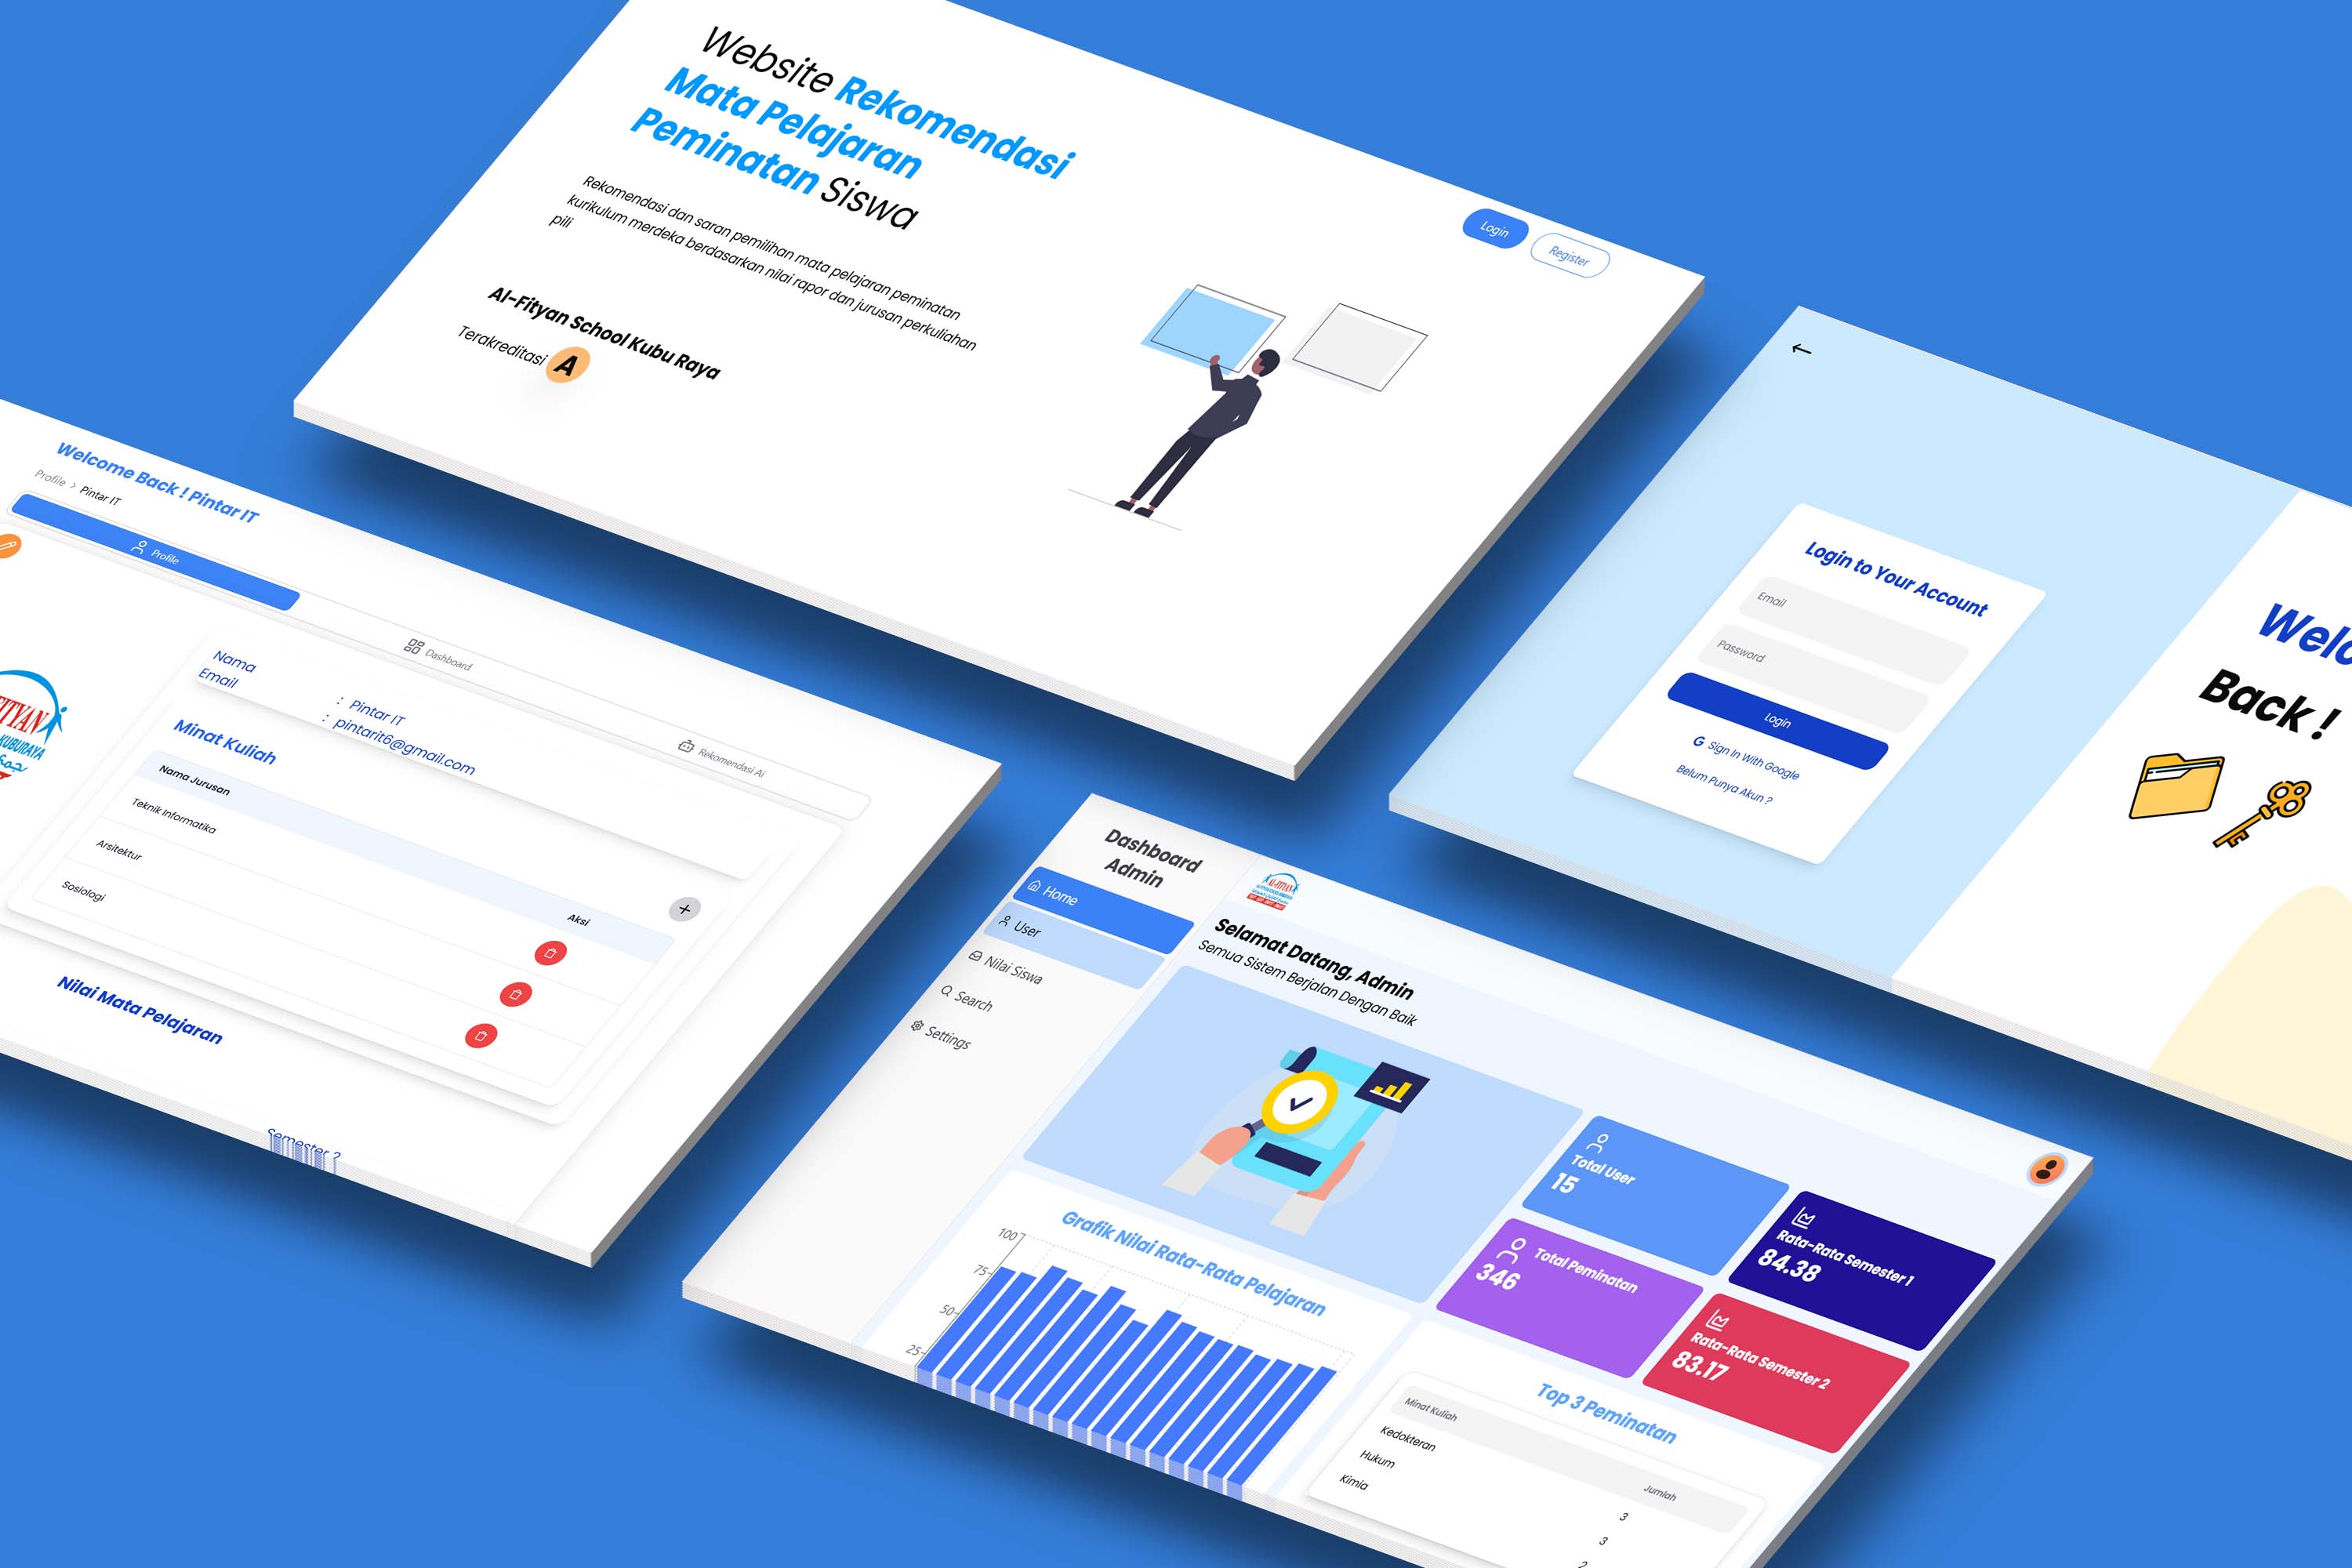 Website Rekomendasi
Mata Pelajaran
Peminatan Siswa
Rekomendasi dan saran pemilihan mata pelajaran peminatan
kurikulum merdeka berdasarkan nilai rapor dan jurusan perkuliahan
pili
Al-Fityan School Kubu Raya
Terakreditasi A
Login
Register
Login to Your Account
Email
Password
Login
G Sign In With Google
Belum Punya Akun ?
Back !
Welcome Back ! Pintar IT
Profile > Pintar IT
Profile
Dashboard
Rekomendasi Ai
KUBURAYA
Nama : Pintar IT
Email : pintarit6@gmail.com
Minat Kuliah
Nama Jurusan
Aksi
Teknik Informatika
Arsitektur
Sosiologi
Nilai Mata Pelajaran
Semester 2
Dashboard
Admin
Home
User
Nilai Siswa
Search
Settings
AL-FITYAN
Selamat Datang, Admin
Semua Sistem Berjalan Dengan Baik
Total User
15
Rata-Rata Semester 1
84.38
Total Peminatan
346
Rata-Rata Semester 2
83.17
Grafik Nilai Rata-Rata Pelajaran
100
75
50
25
Top 3 Peminatan
Minat Kuliah
Jumlah
Kedokteran
3
Hukum
3
Kimia
2